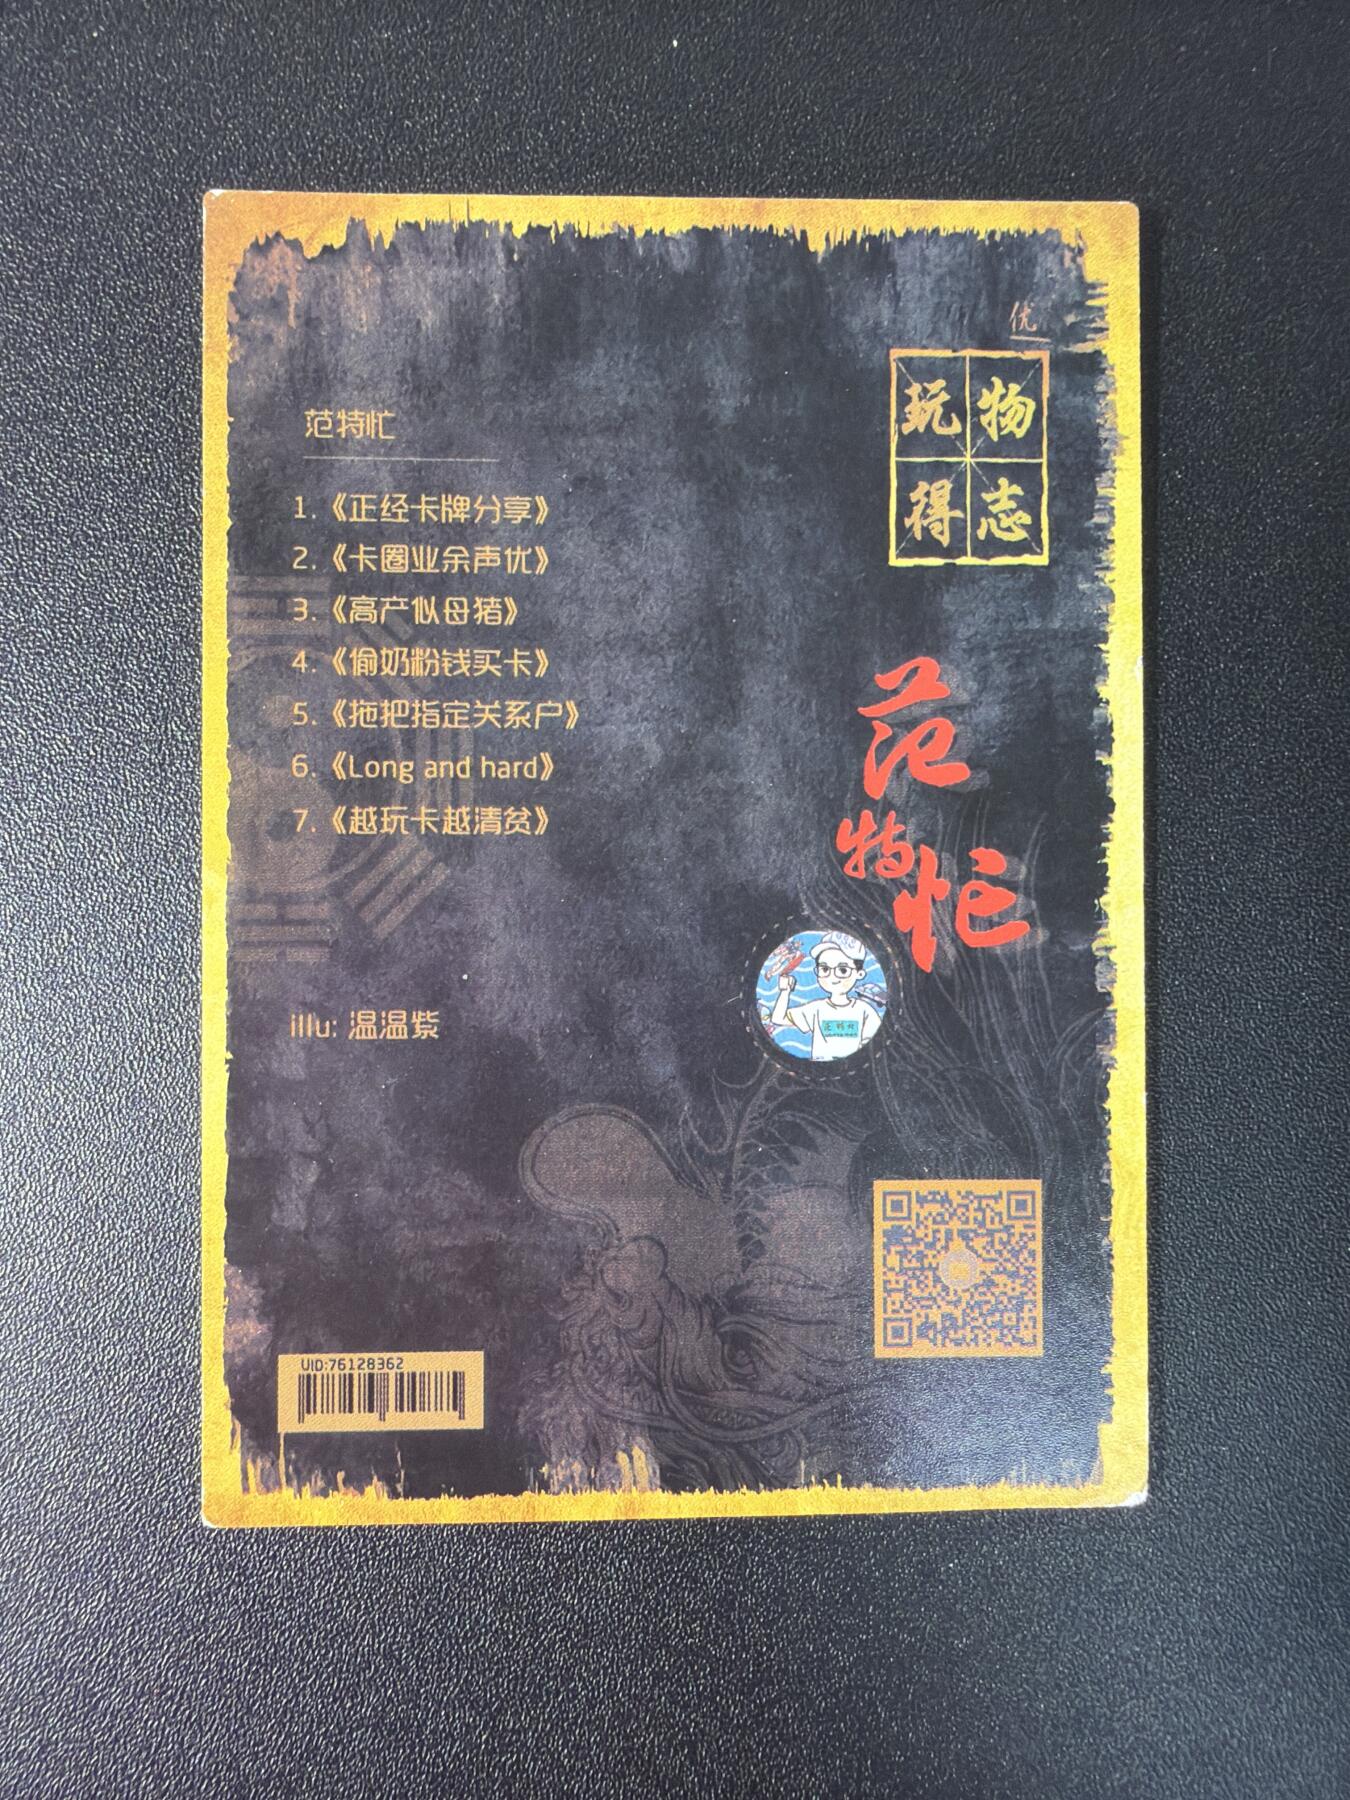 优
玩物
得志
范特忙
1.《正经卡牌分享》
2.《卡圈业余声优》
3.《高产似母猪》
4.《偷奶粉钱买卡》
5.《拖把指定关系户》
6.《Long and hard》
7.《越玩卡越清贫》
范特忙
illu: 温温紫
UID:76128362